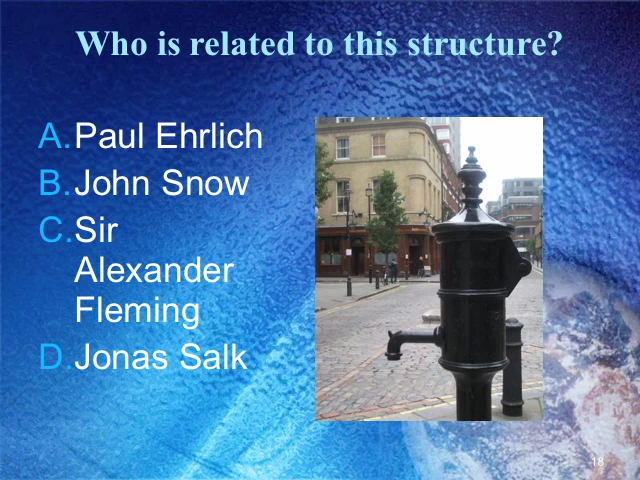 Who is related to this structure?
A.Paul Ehrlich
B.John Snow
C.Sir
Alexander
Fleming
D.Jonas Salk
18